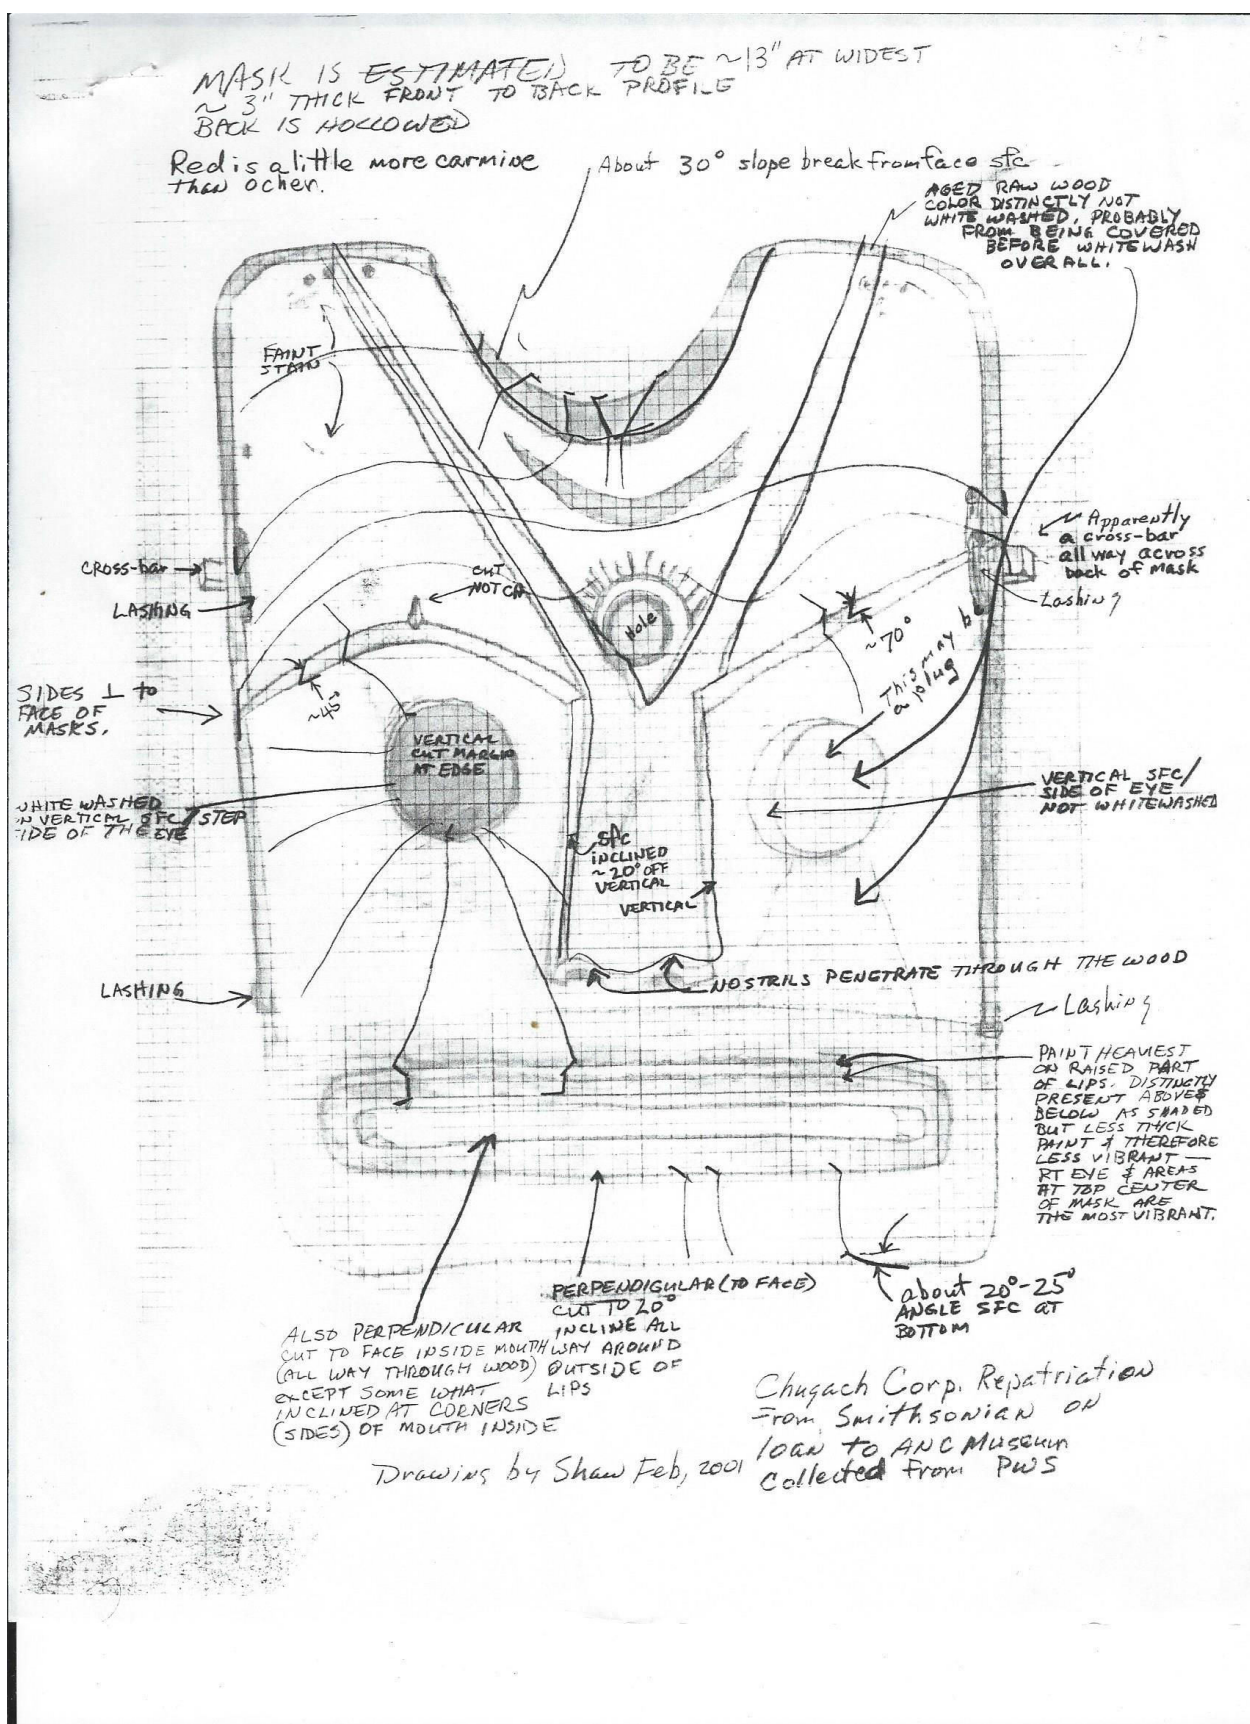 MASK IS ESTIMATED TO BE ~13" AT WIDEST
~ 3" THICK FRONT TO BACK PROFILE
BACK IS HOLLOWED
Red is a little more carmine
than ocher.
About 30° slope break from face sfc
AGED RAW WOOD
COLOR DISTINCTLY NOT
WHITE WASHED, PROBABLY
FROM BEING COVERED
BEFORE WHITEWASH
OVER ALL.
FAINT
STAIN
CROSS-bar
LASHING
CUT
NOTCH
Hole
Apparently
a cross-bar
all way across
back of mask
Lashing
~70°
This may b
a plug
SIDES ⊥ to
FACE OF
MASKS.
~45°
VERTICAL
CUT MARGIN
AT EDGE
WHITE WASHED
ON VERTICAL SFC/STEP
SIDE OF THE EYE
VERTICAL SFC/
SIDE OF EYE
NOT WHITEWASHED
sfc
INCLINED
~20° OFF
VERTICAL
VERTICAL
LASHING
NOSTRILS PENETRATE THROUGH THE WOOD
Lashing
PAINT HEAVIEST
ON RAISED PART
OF LIPS. DISTINCTLY
PRESENT ABOVE &
BELOW AS SHADED
BUT LESS THICK
PAINT & THEREFORE
LESS VIBRANT —
RT EYE & AREAS
AT TOP CENTER
OF MASK ARE
THE MOST VIBRANT.
PERPENDIGULAR (TO FACE)
CUT TO 20°
INCLINE ALL
WAY AROUND
OUTSIDE OF
LIPS
about 20°-25°
ANGLE SFC AT
BOTTOM
ALSO PERPENDICULAR
CUT TO FACE INSIDE MOUTH
(ALL WAY THROUGH WOOD)
EXCEPT SOME WHAT
INCLINED AT CORNERS
(SIDES) OF MOUTH INSIDE
Chugach Corp. Repatriation
From Smithsonian on
loan to ANC Museum
Collected from PWS
Drawing by Shaw Feb, 2001